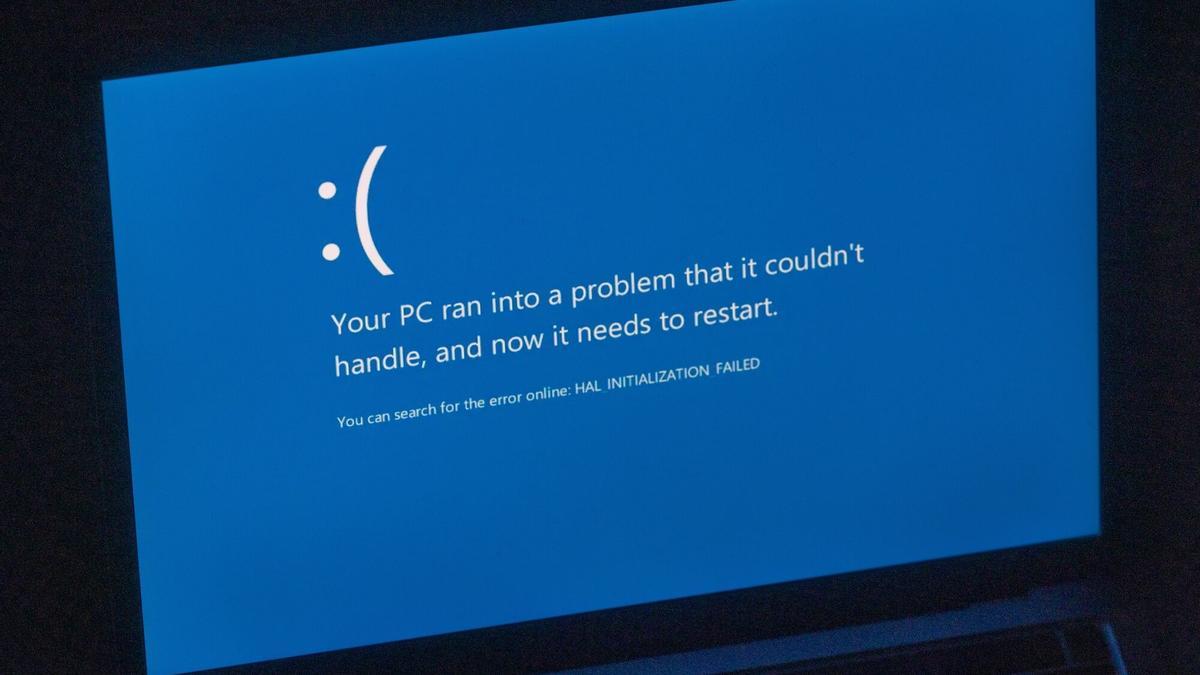 :(
Your PC ran into a problem that it couldn't
handle, and now it needs to restart.
You can search for the error online: HAL_INITIALIZATION_FAILED